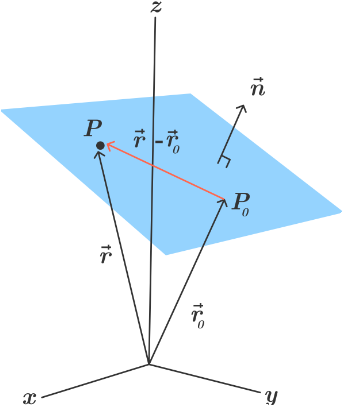 z
n⃗
P
r⃗ - r⃗₀
P₀
r⃗
r⃗₀
x
y